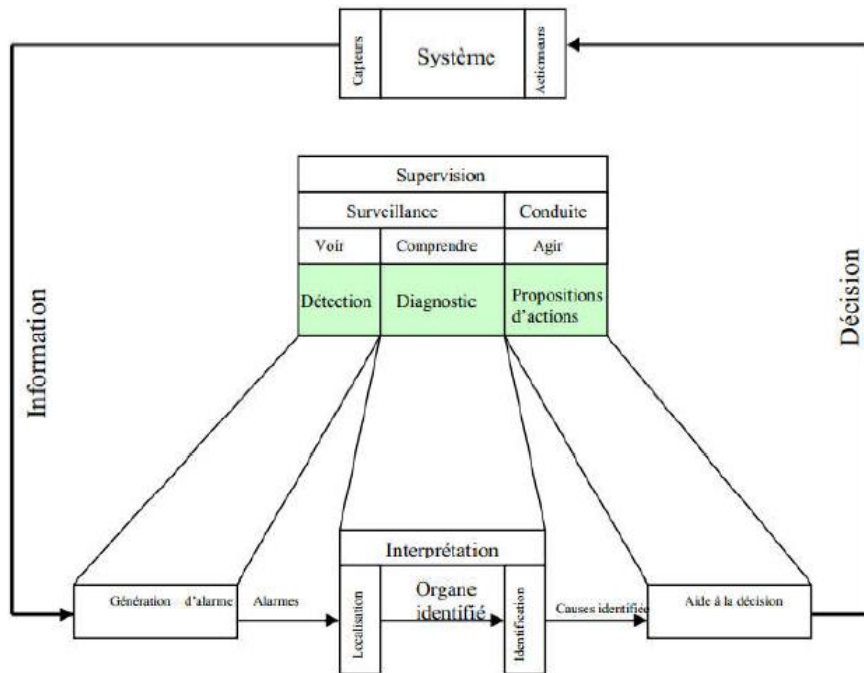 Capteurs
Système
Actionneurs
Supervision
Surveillance
Conduite
Voir
Comprendre
Agir
Détection
Diagnostic
Propositions
d'actions
Information
Décision
Interprétation
Génération d'alarme
Alarmes
Localisation
Organe
identifié
Identification
Causes identifiée
Aide à la décision